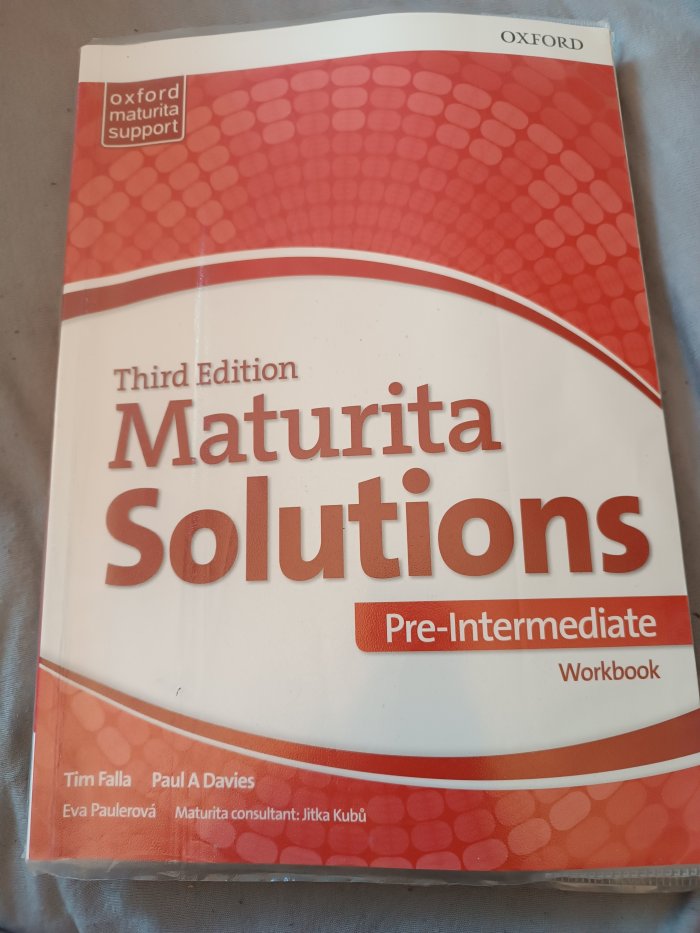 OXFORD
oxford
maturita
support
Third Edition
Maturita
Solutions
Pre-Intermediate
Workbook
Tim Falla Paul A Davies
Eva Paulerová Maturita consultant: Jitka Kubů